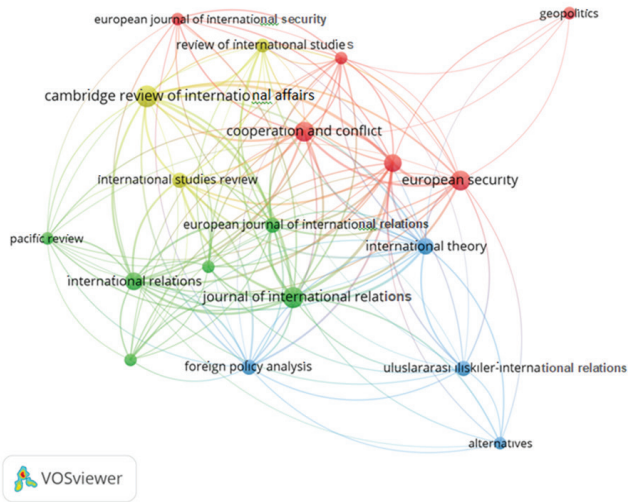 geopolitics
european journal of international security
review of international studies
cambridge review of international affairs
cooperation and conflict
international studies review
european security
european journal of international relations
pacific review
international theory
international relations
journal of international relations
foreign policy analysis
uluslararası ılıskıler-international relations
alternatives
VOSviewer